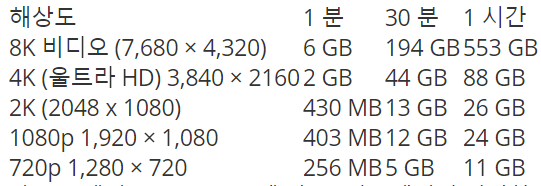 해상도 1 분 30 분 1 시간
8K 비디오 (7,680 × 4,320) 6 GB 194 GB 553 GB
4K (울트라 HD) 3,840 × 2160 2 GB 44 GB 88 GB
2K (2048 x 1080) 430 MB 13 GB 26 GB
1080p 1,920 × 1,080 403 MB 12 GB 24 GB
720p 1,280 × 720 256 MB 5 GB 11 GB